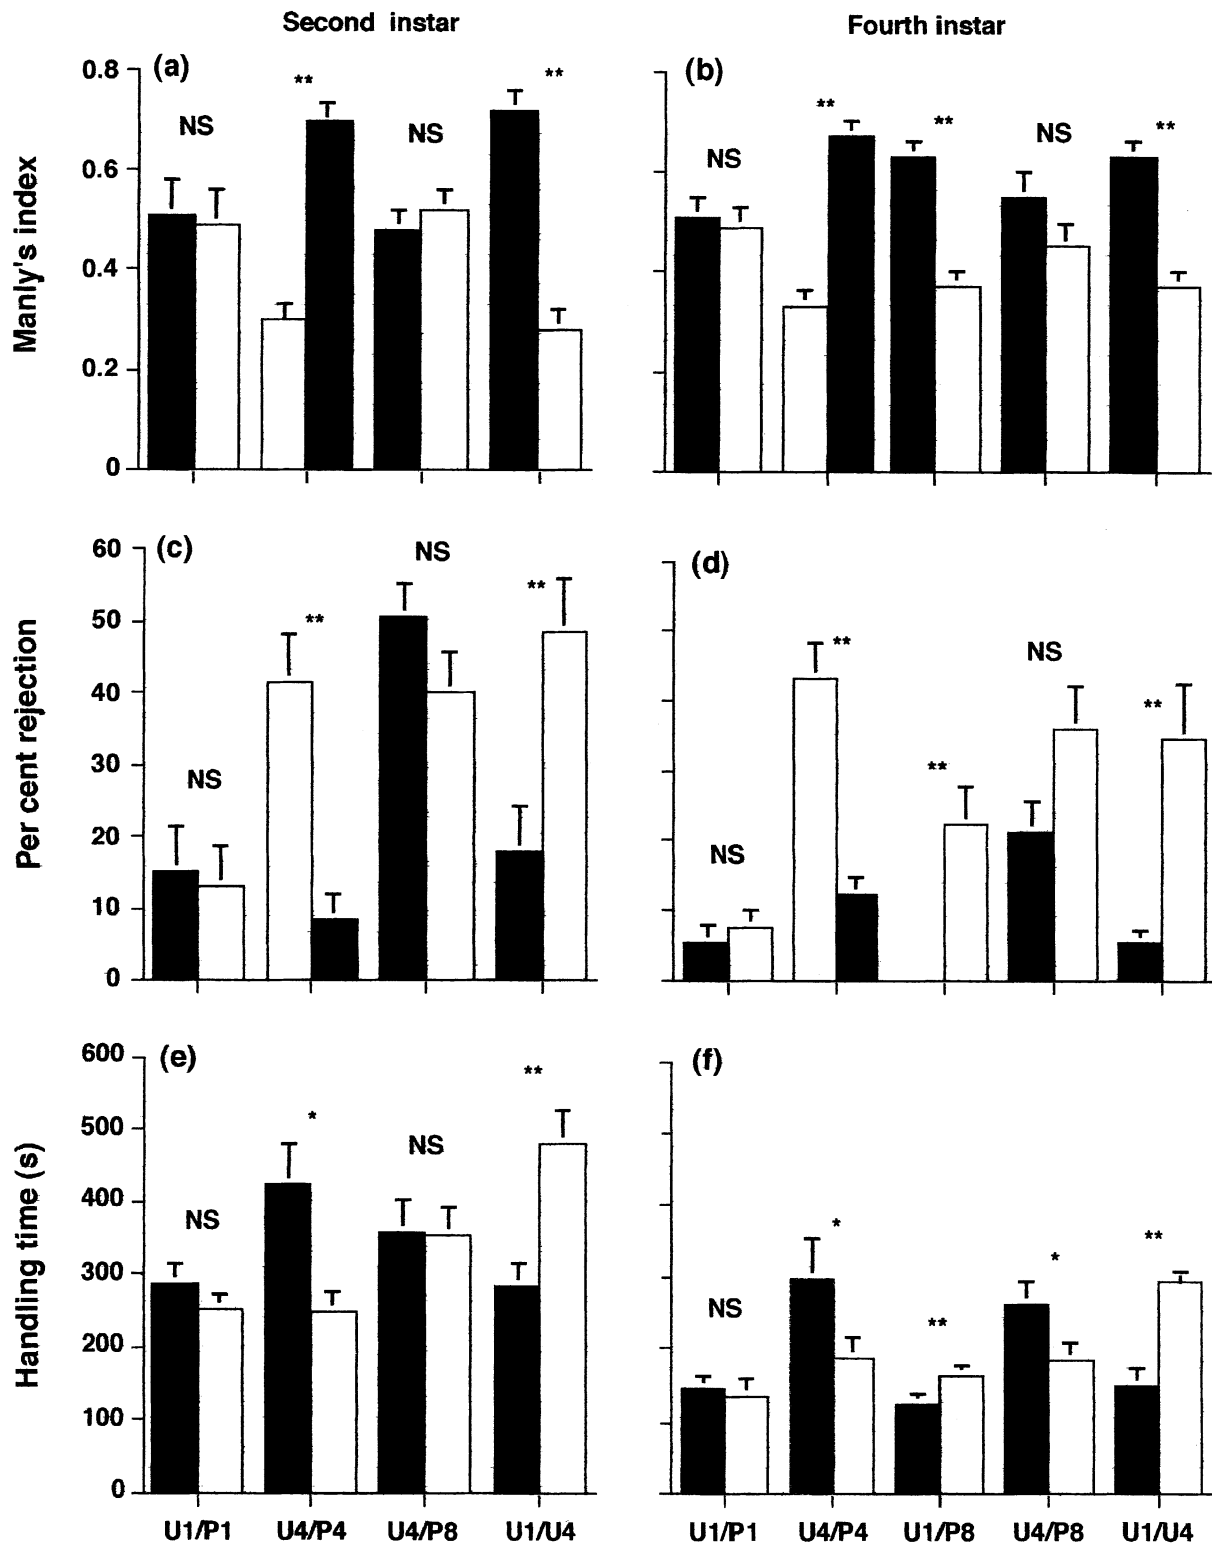 Second instar
Fourth instar
(a)
(b)
0.8
0.6
0.4
0.2
0
Manly's index
NS
**
NS
**
NS
**
**
NS
**
(c)
(d)
60
50
40
30
20
10
0
Per cent rejection
NS
**
NS
**
NS
**
**
NS
**
(e)
(f)
600
500
400
300
200
100
0
Handling time (s)
NS
*
NS
**
NS
*
**
*
**
U1/P1 U4/P4 U4/P8 U1/U4
U1/P1 U4/P4 U1/P8 U4/P8 U1/U4